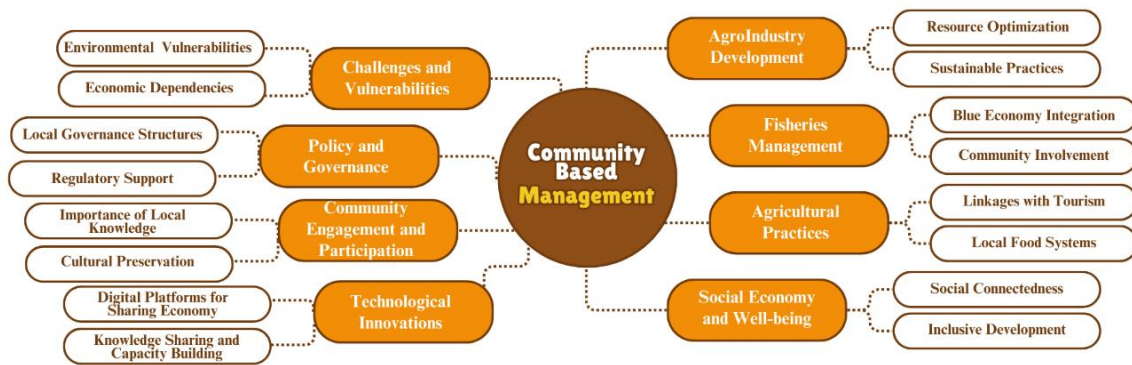 Environmental Vulnerabilities
Economic Dependencies
Challenges and
Vulnerabilities
Local Governance Structures
Regulatory Support
Policy and
Governance
Importance of Local
Knowledge
Cultural Preservation
Community
Engagement and
Participation
Digital Platforms for
Sharing Economy
Knowledge Sharing and
Capacity Building
Technological
Innovations
Community
Based
Management
AgroIndustry
Development
Resource Optimization
Sustainable Practices
Fisheries
Management
Blue Economy Integration
Community Involvement
Agricultural
Practices
Linkages with Tourism
Local Food Systems
Social Economy
and Well-being
Social Connectedness
Inclusive Development